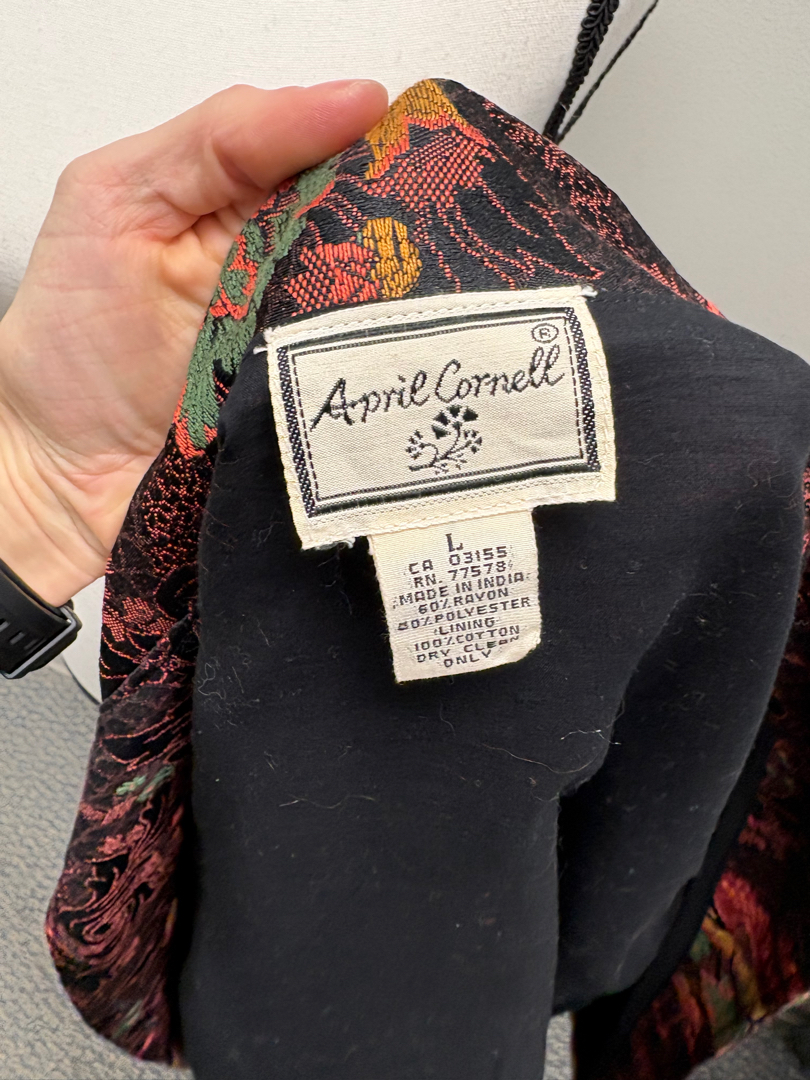 ®
April Cornell
L
CA 03155
RN. 77578
MADE IN INDIA
60% RAYON
40% POLYESTER
LINING
100% COTTON
DRY CLEAN
ONLY